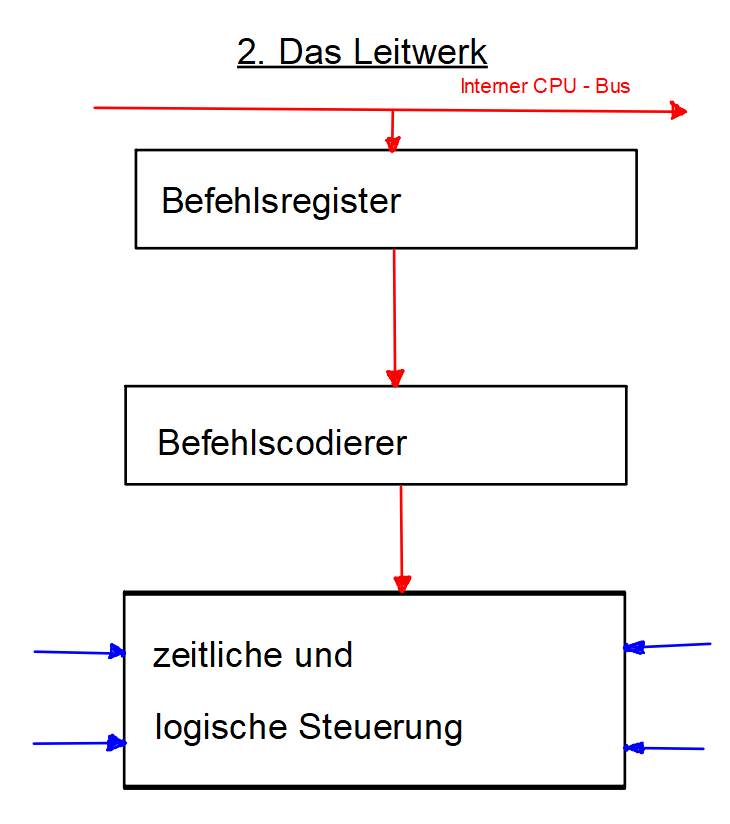 2. Das Leitwerk
Interner CPU - Bus
Befehlsregister
Befehlscodierer
zeitliche und
logische Steuerung